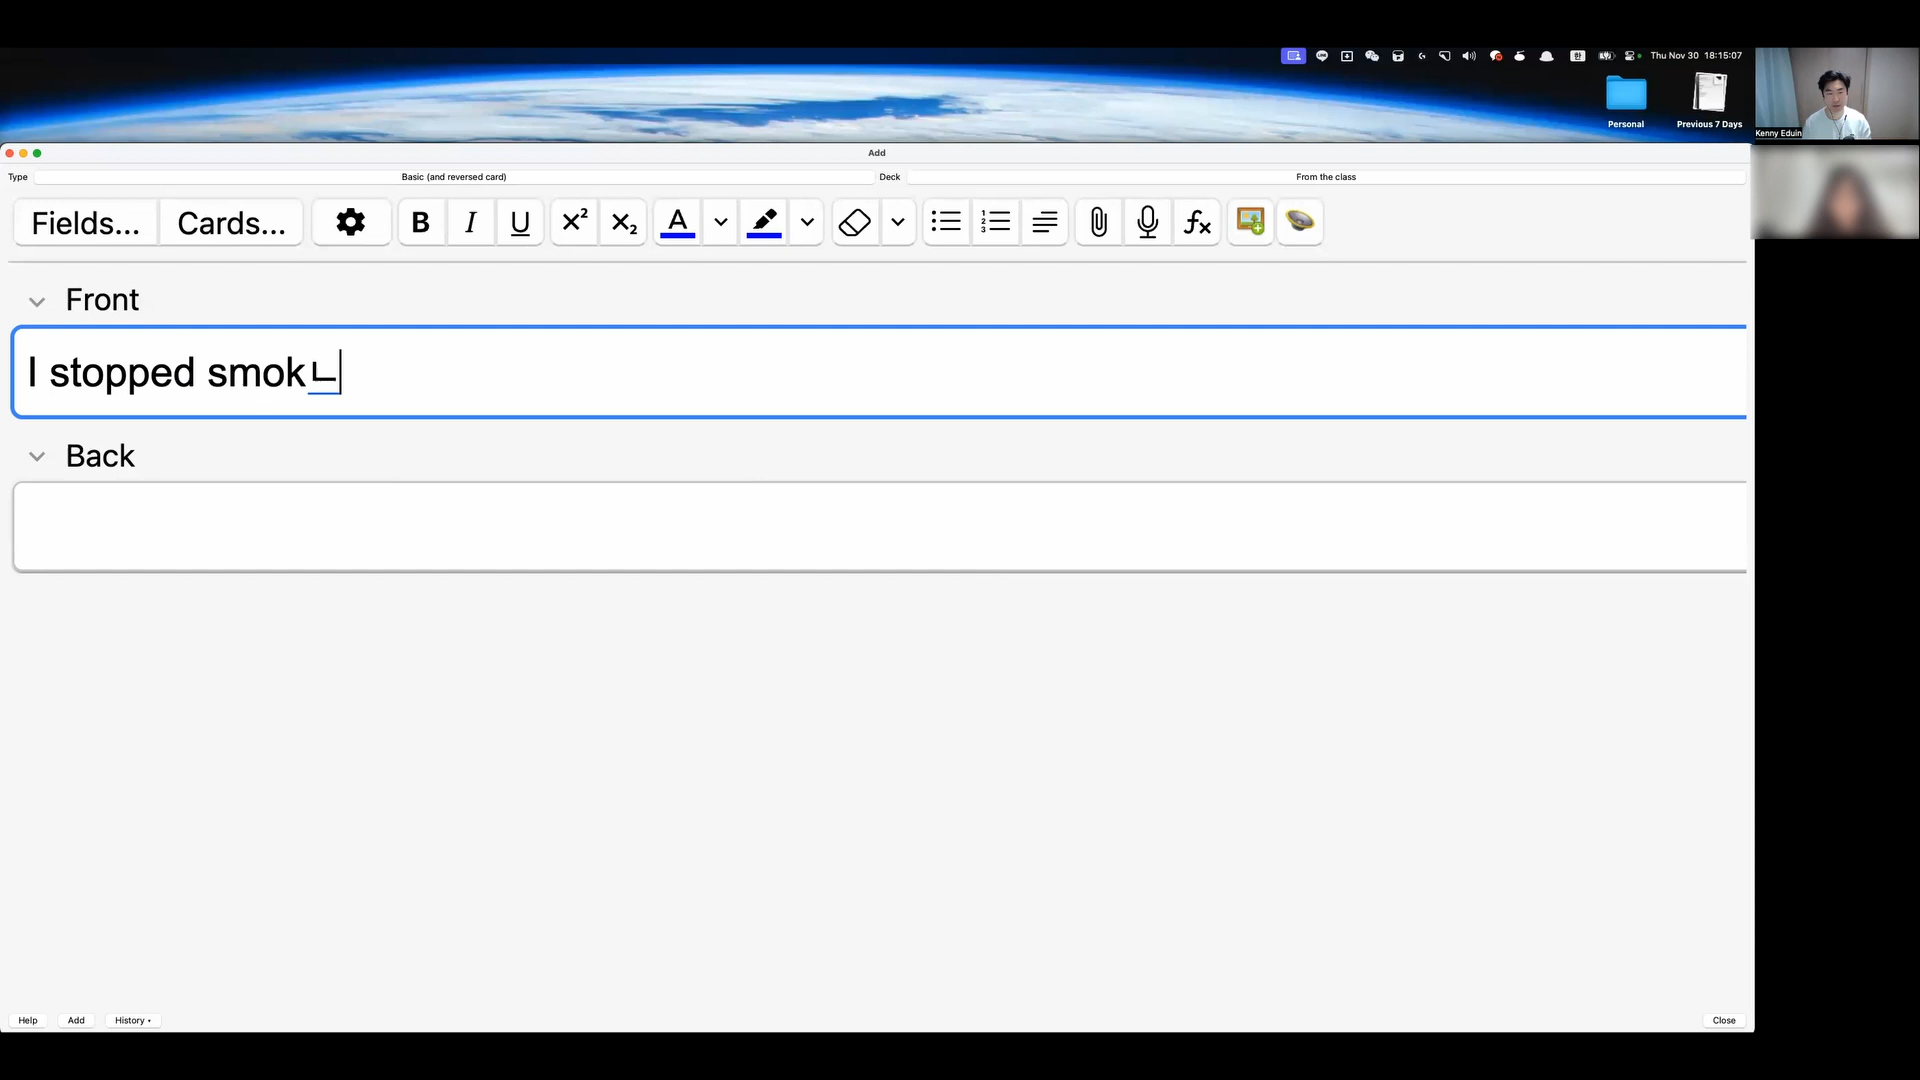 Thu Nov 30 18:15:07
Personal
Previous 7 Days
Kenny Eduin
Add
Type
Basic (and reversed card)
Deck
From the class
Fields...
Cards...
Front
I stopped smokㄴ
Back
Help
Add
History
Close